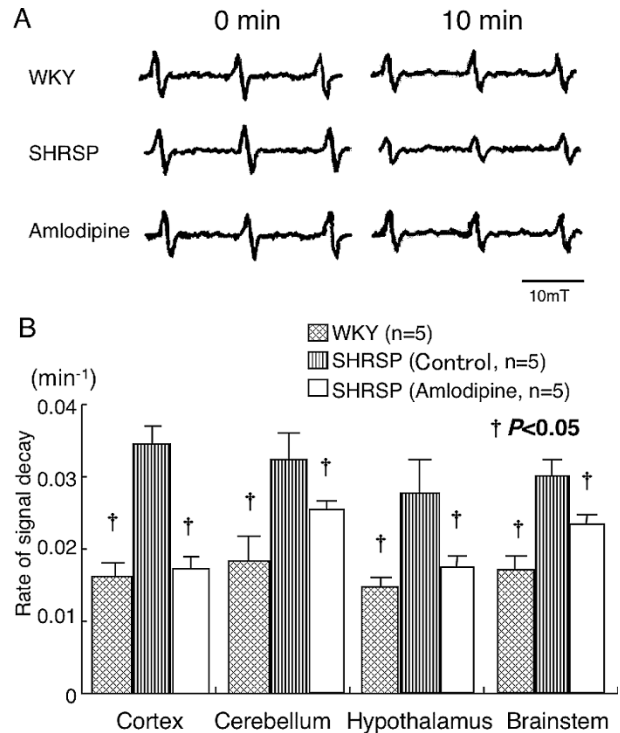 A
0 min 10 min
WKY
SHRSP
Amlodipine
10mT
B
WKY (n=5)
SHRSP (Control, n=5)
SHRSP (Amlodipine, n=5)
(min⁻¹)
† P<0.05
Rate of signal decay
0.04
0.03
0.02
0.01
0
† † † † † † † †
Cortex Cerebellum Hypothalamus Brainstem